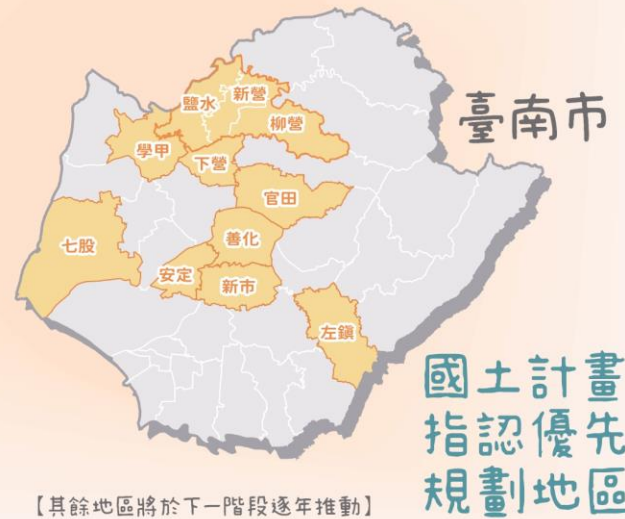 新營
鹽水
柳營
臺南市
學甲
下營
官田
七股
善化
安定
新市
左鎮
國土計畫
指認優先
規劃地區
【其餘地區將於下一階段逐年推動】